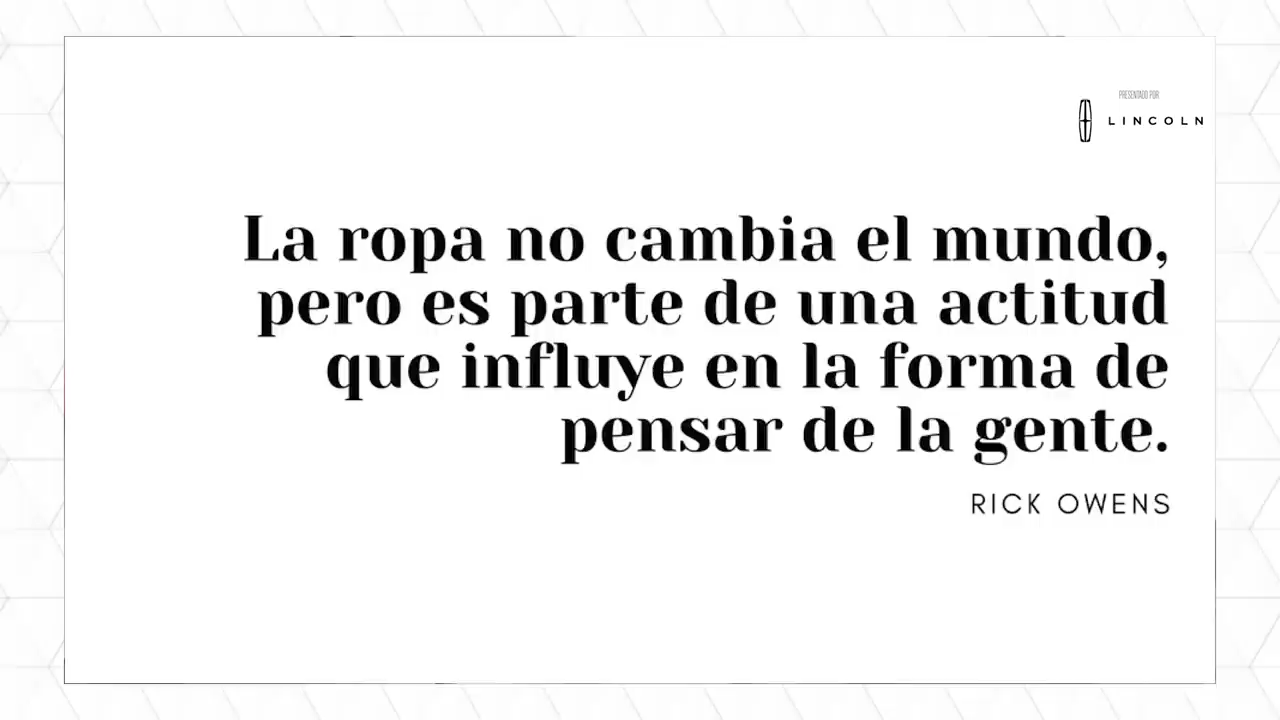 PRESENTADO POR
LINCOLN
La ropa no cambia el mundo,
pero es parte de una actitud
que influye en la forma de
pensar de la gente.
RICK OWENS